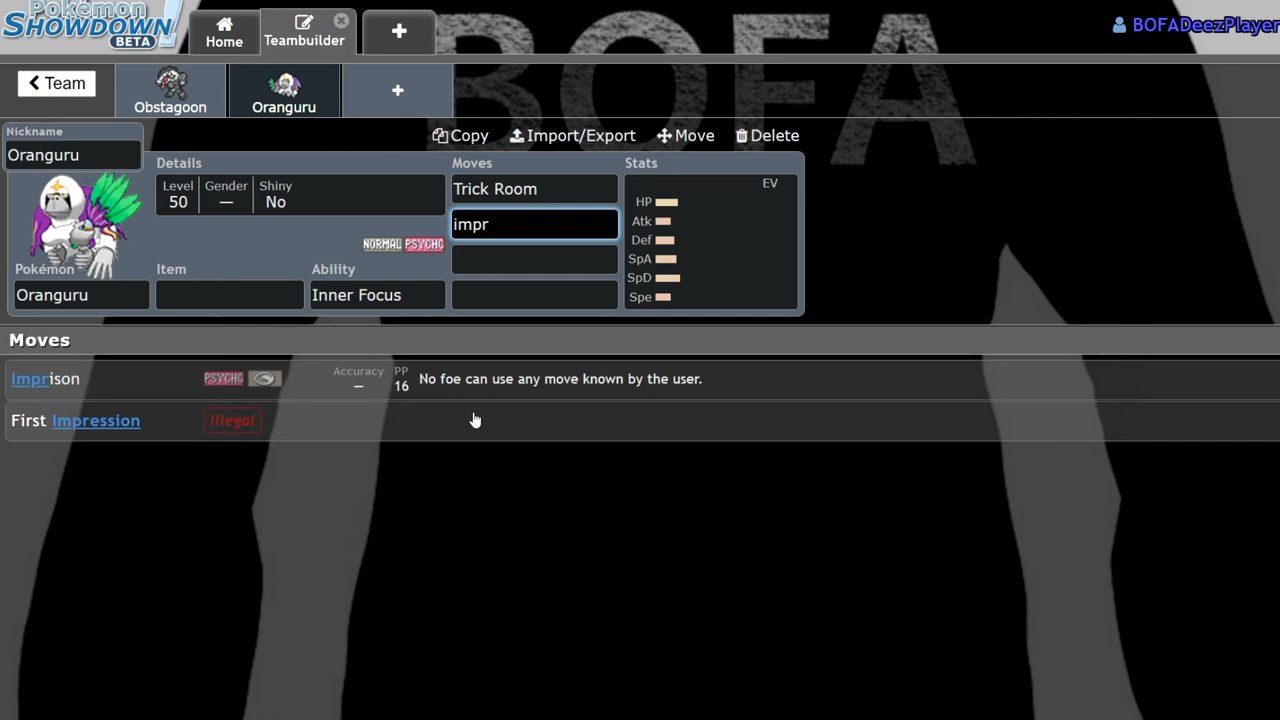 Pokémon
SHOWDOWN!
BETA
Home
Teambuilder
+
BOFA
BOFADeezPlayer
Team
Obstagoon
Oranguru
+
Copy
Import/Export
Move
Delete
Nickname
Oranguru
Details
Level
50
Gender
—
Shiny
No
NORMAL PSYCHC
Pokémon
Oranguru
Item
Ability
Inner Focus
Moves
Trick Room
impr
Stats
EV
HP
Atk
Def
SpA
SpD
Spe
Moves
Imprison PSYCHC Accuracy — PP 16 No foe can use any move known by the user.
First Impression Illegal